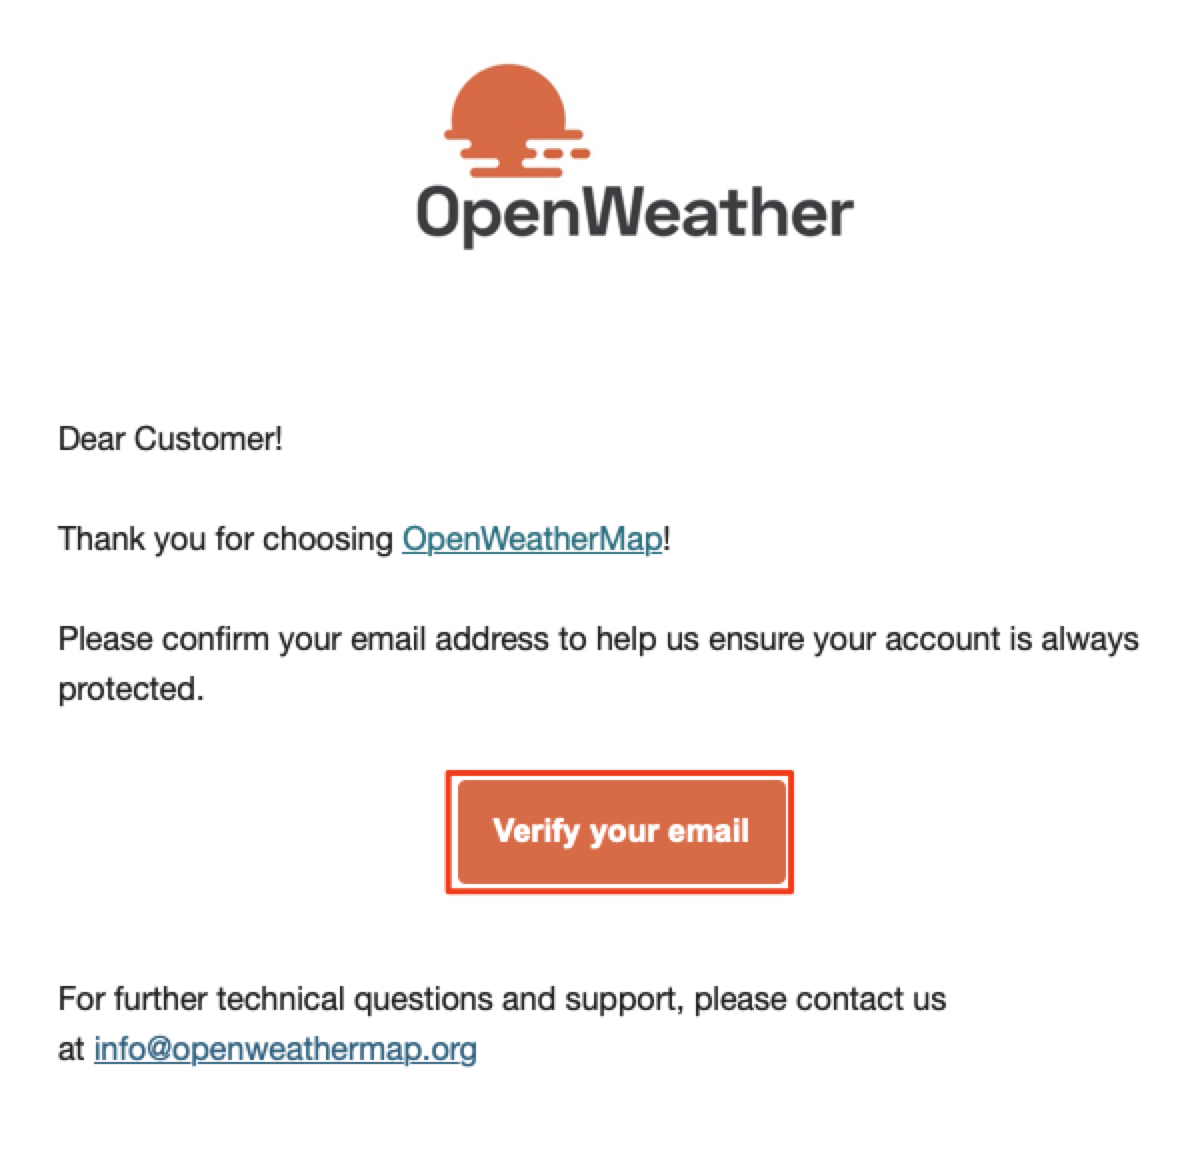 OpenWeather
Dear Customer!
Thank you for choosing OpenWeatherMap!
Please confirm your email address to help us ensure your account is always
protected.
Verify your email
For further technical questions and support, please contact us
at info@openweathermap.org